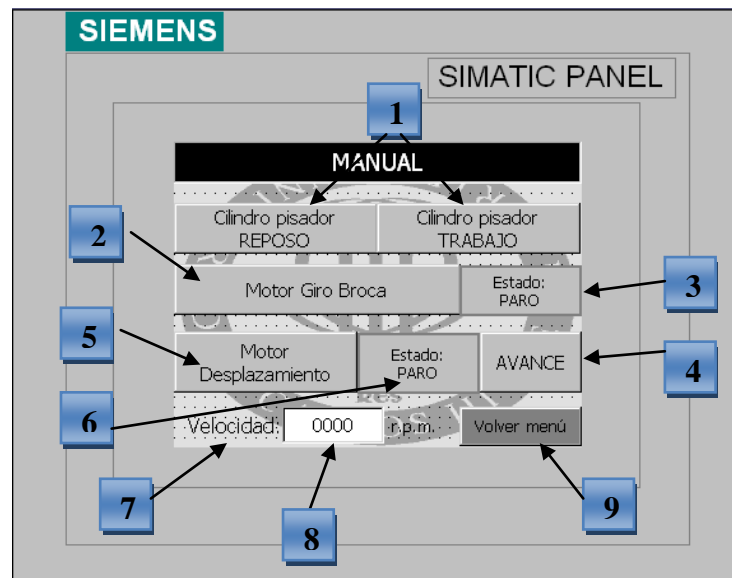 SIEMENS
SIMATIC PANEL
1
MANUAL
Cilindro pisador
REPOSO
Cilindro pisador
TRABAJO
2
Motor Giro Broca
Estado:
PARO
3
5
Motor
Desplazamiento
Estado:
PARO
AVANCE
4
6
Velocidad:
0000
r.p.m.
Volver menú
7
8
9